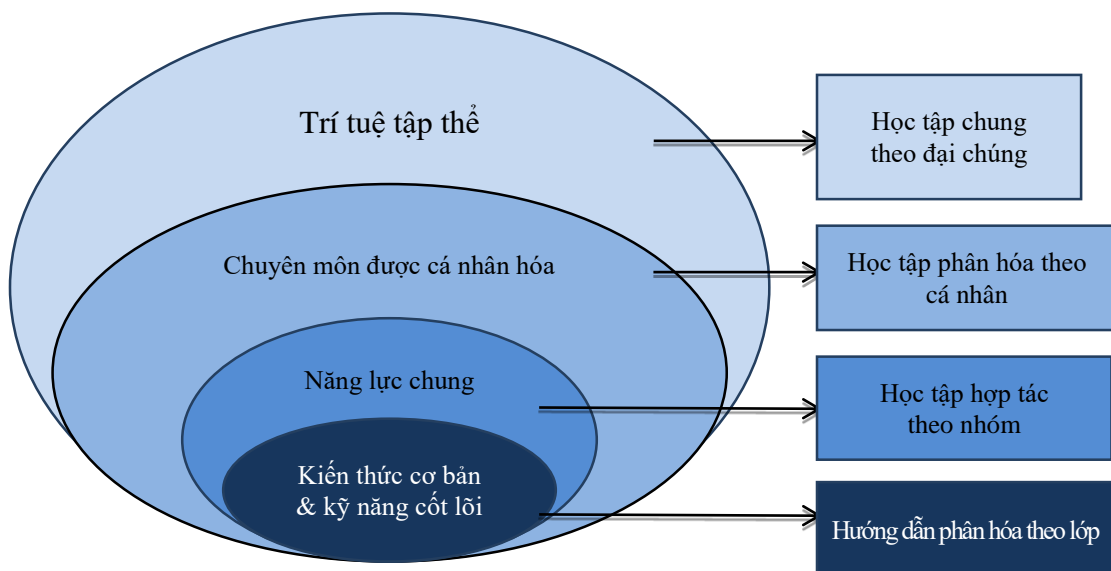 Trí tuệ tập thể
Học tập chung
theo đại chúng
Chuyên môn được cá nhân hóa
Học tập phân hóa theo
cá nhân
Năng lực chung
Học tập hợp tác
theo nhóm
Kiến thức cơ bản
& kỹ năng cốt lõi
Hướng dẫn phân hóa theo lớp